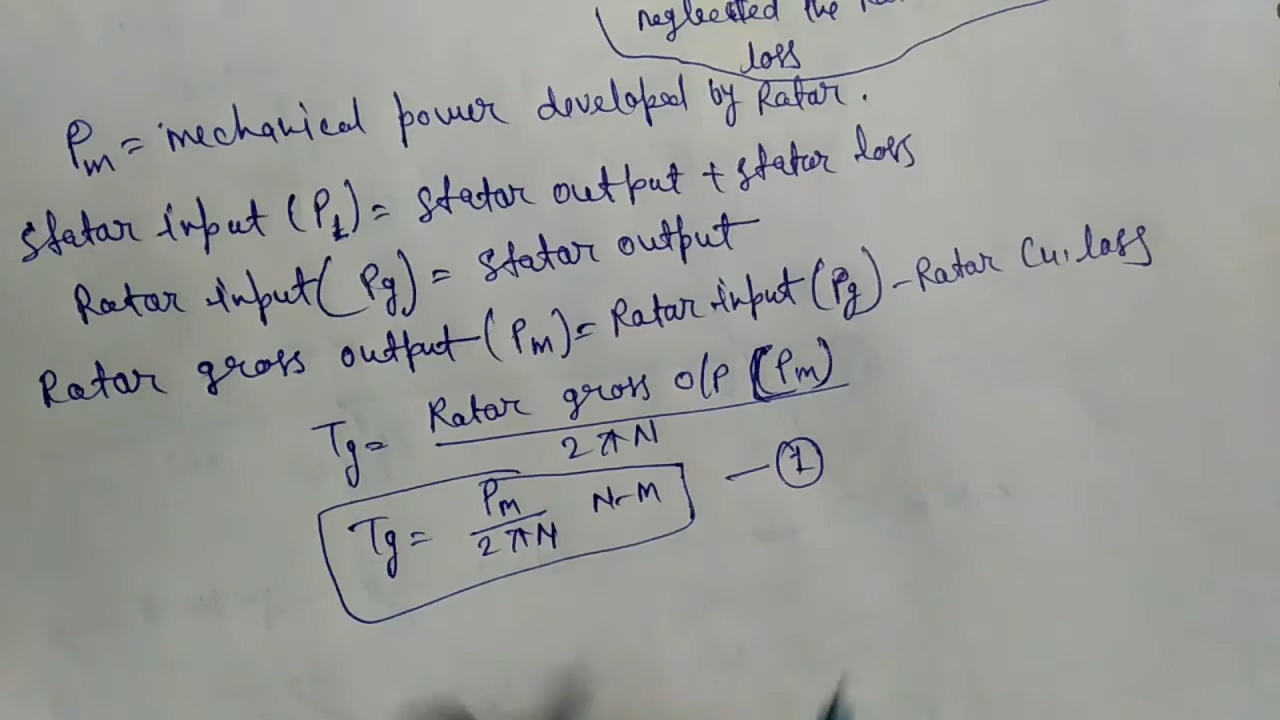 neglected the
loss
Pm = mechanical power developed by Rotor.
Stator input (P1) = Stator output + Stator loss
Rotor input (Pg) = Stator output
Rotor gross output (Pm) = Rotor input (Pg) - Rotor Cu. loss
Tg = Rotor gross o/p (Pm)
2πN
Tg = Pm N-M — 1
2πN